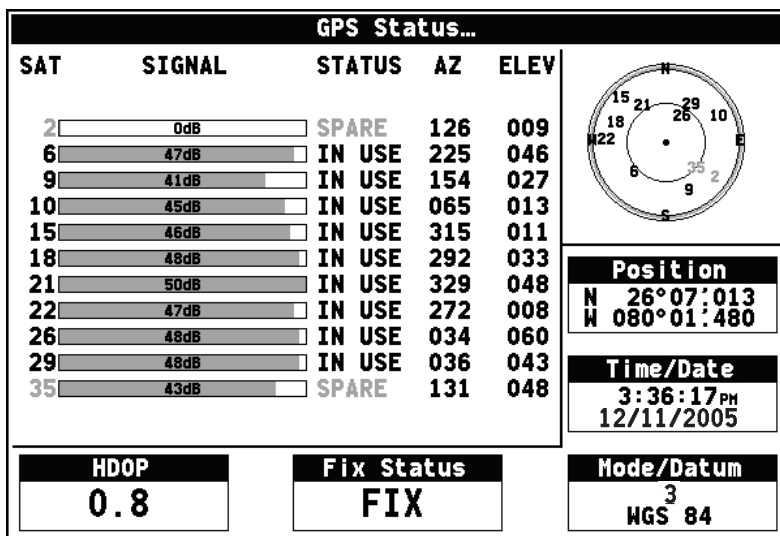 GPS Status…
SAT SIGNAL STATUS AZ ELEV
2 0dB SPARE 126 009
6 47dB IN USE 225 046
9 41dB IN USE 154 027
10 45dB IN USE 065 013
15 46dB IN USE 315 011
18 48dB IN USE 292 033
21 50dB IN USE 329 048
22 47dB IN USE 272 008
26 48dB IN USE 034 060
29 48dB IN USE 036 043
35 43dB SPARE 131 048
N
15 21 29
26 10
18
W 22 E
35
6 2
9
S
Position
N 26°07.'013
W 080°01.'480
Time/Date
3:36:17PM
12/11/2005
HDOP
0.8
Fix Status
FIX
Mode/Datum
3
WGS 84